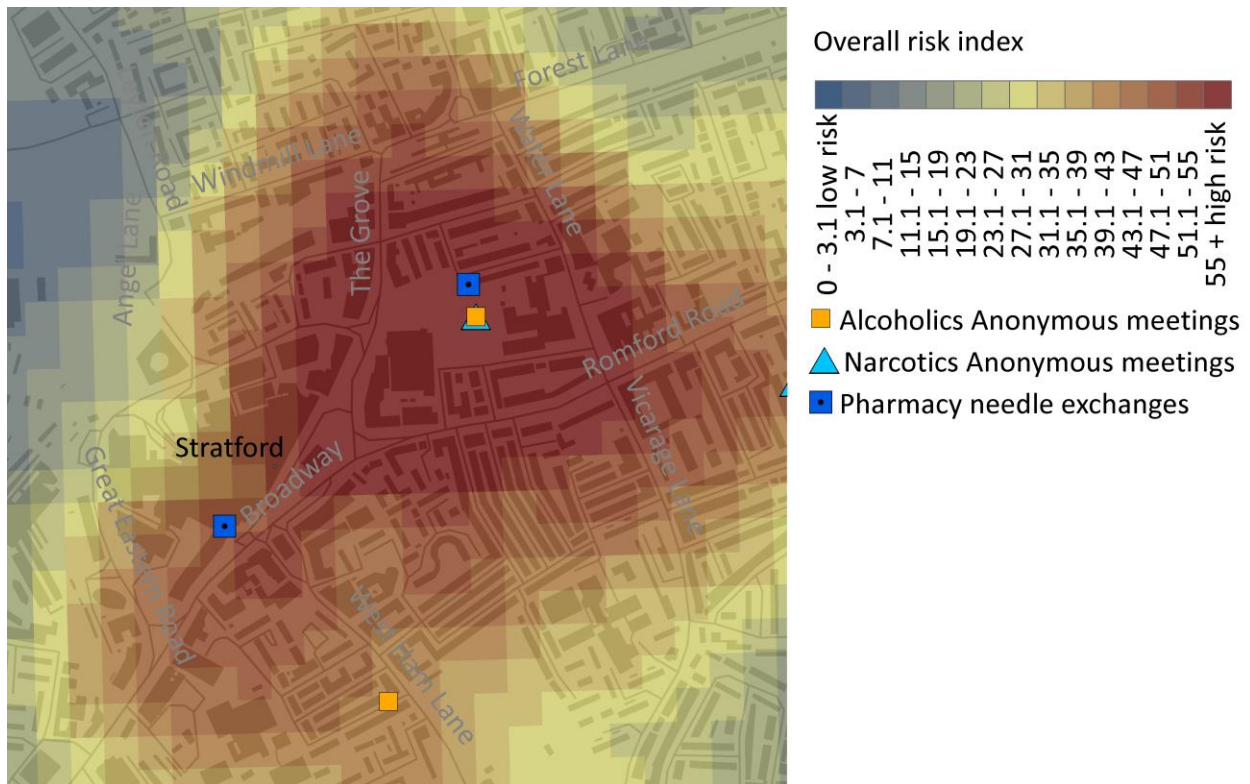 Forest Lane
Water Lane
Windmill Lane
Road
The Grove
Angel Lane
Romford Road
Vicarage Lane
Stratford
Broadway
Great Eastern Road
West Ham Lane
Overall risk index
0 - 3.1 low risk
3.1 - 7
7.1 - 11
11.1 - 15
15.1 - 19
19.1 - 23
23.1 - 27
27.1 - 31
31.1 - 35
35.1 - 39
39.1 - 43
43.1 - 47
47.1 - 51
51.1 - 55
55 + high risk
Alcoholics Anonymous meetings
Narcotics Anonymous meetings
Pharmacy needle exchanges